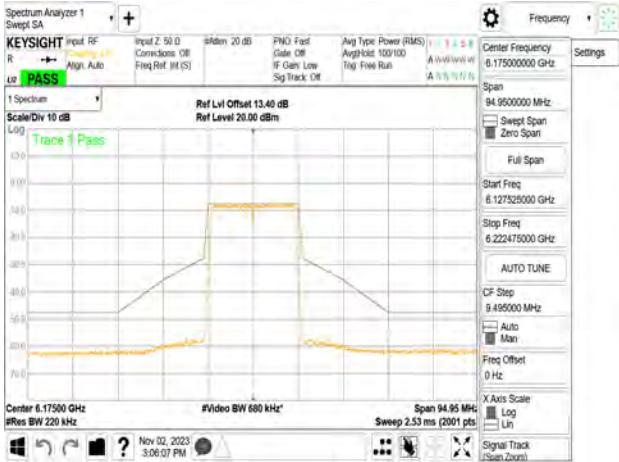 Spectrum Analyzer 1
Swept SA
+
Frequency
KEYSIGHT
Input: RF
Align: Auto
Input Z: 50 Ω
Corrections: Off
Freq Ref: Int (S)
#Atten: 20 dB
PNO: Fast
Gate: Off
IF Gain: Low
Sig Track: Off
Avg Type: Power (RMS)
Avg|Hold: 100/100
Trig: Free Run
A W W W W W
A N N N N N
PASS
Center Frequency
6.175000000 GHz
Settings
Span
94.9500000 MHz
Swept Span
Zero Span
Full Span
Start Freq
6.127525000 GHz
Stop Freq
6.222475000 GHz
AUTO TUNE
CF Step
9.495000 MHz
Auto
Man
Freq Offset
0 Hz
X Axis Scale
Log
Lin
Signal Track
(Span Zoom)
1 Spectrum
Scale/Div 10 dB
Ref Lvl Offset 13.40 dB
Ref Level 20.00 dBm
Log
Trace 1 Pass
Center 6.17500 GHz
#Res BW 220 kHz
#Video BW 680 kHz*
Span 94.95 MHz
Sweep 2.53 ms (2001 pts
?
Nov 02, 2023
3:06:07 PM